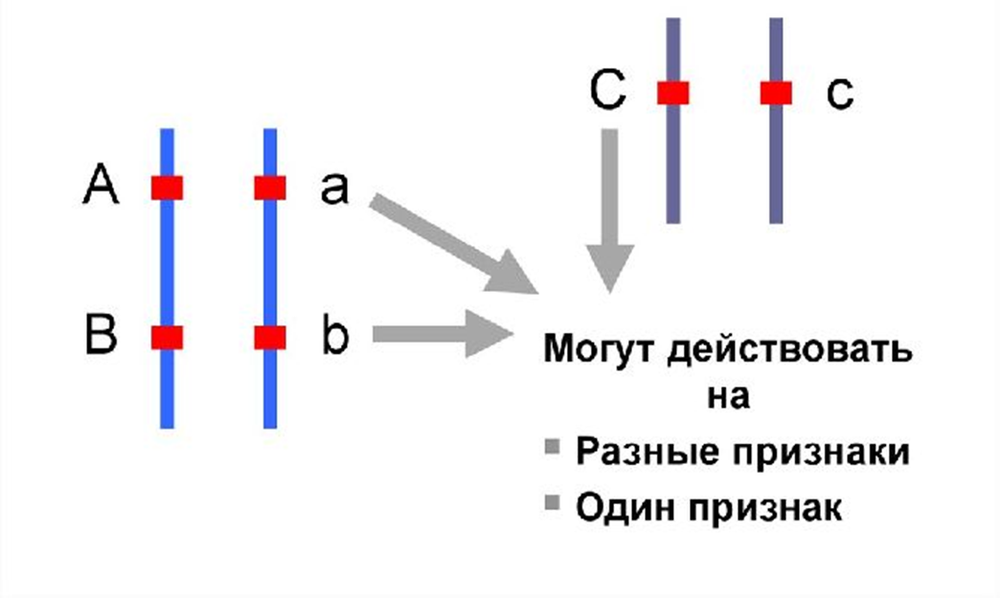 C c
A a
B b
Могут действовать
на
Разные признаки
Один признак